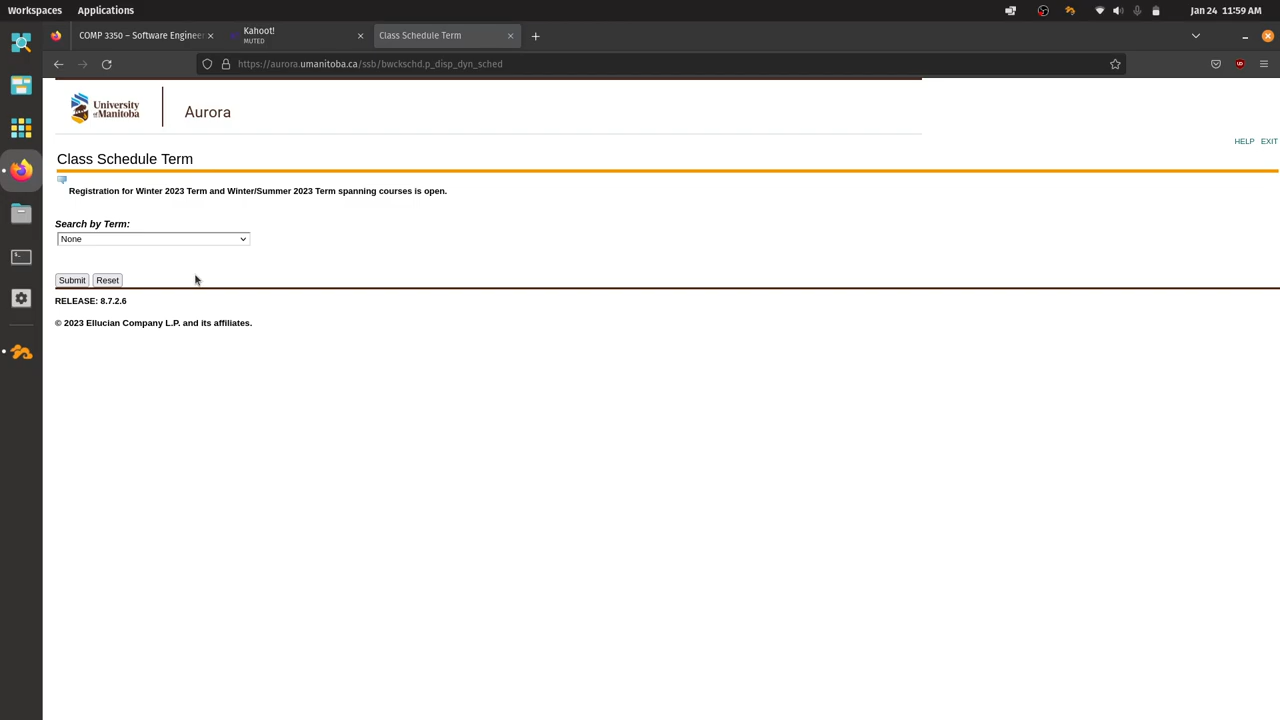 Workspaces Applications Jan 24 11:59 AM
COMP 3350 – Software Engineer Kahoot! Class Schedule Term
MUTED
https://aurora.umanitoba.ca/ssb/bwckschd.p_disp_dyn_sched
University
of Manitoba
Aurora
HELP EXIT
Class Schedule Term
Registration for Winter 2023 Term and Winter/Summer 2023 Term spanning courses is open.
Search by Term:
None
Submit Reset
RELEASE: 8.7.2.6
© 2023 Ellucian Company L.P. and its affiliates.